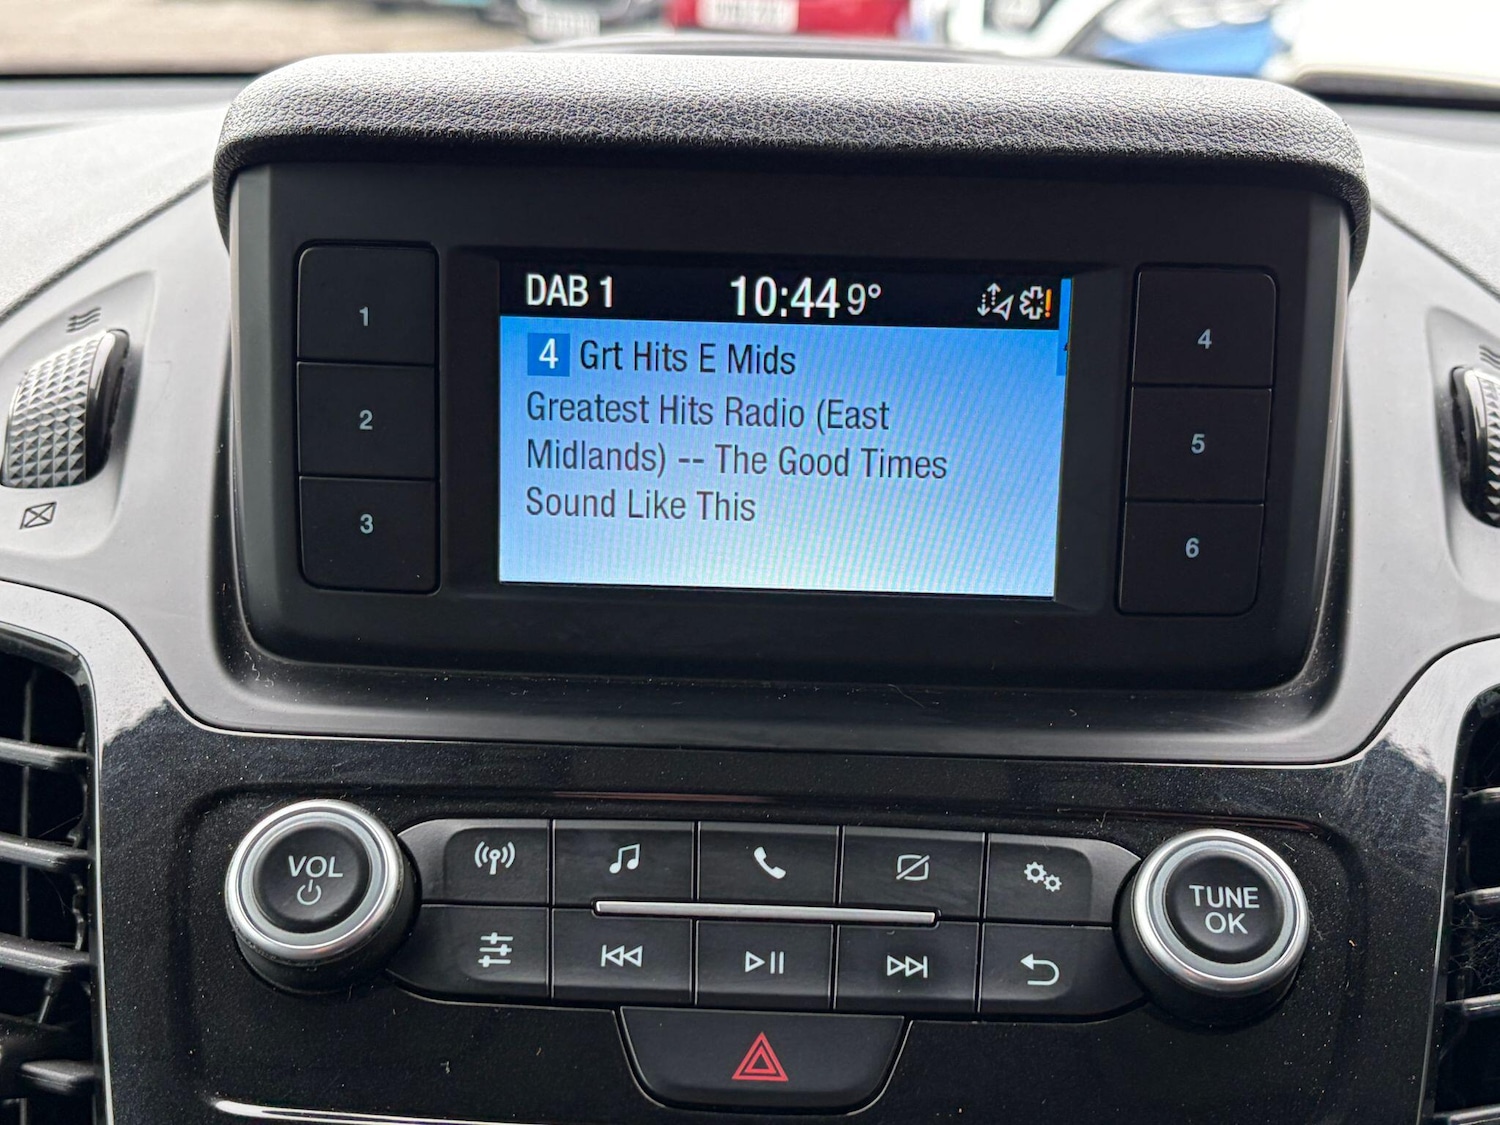 DAB 1 10:44 9°
4 Grt Hits E Mids
Greatest Hits Radio (East
Midlands) -- The Good Times
Sound Like This
1
2
3
4
5
6
VOL
TUNE
OK